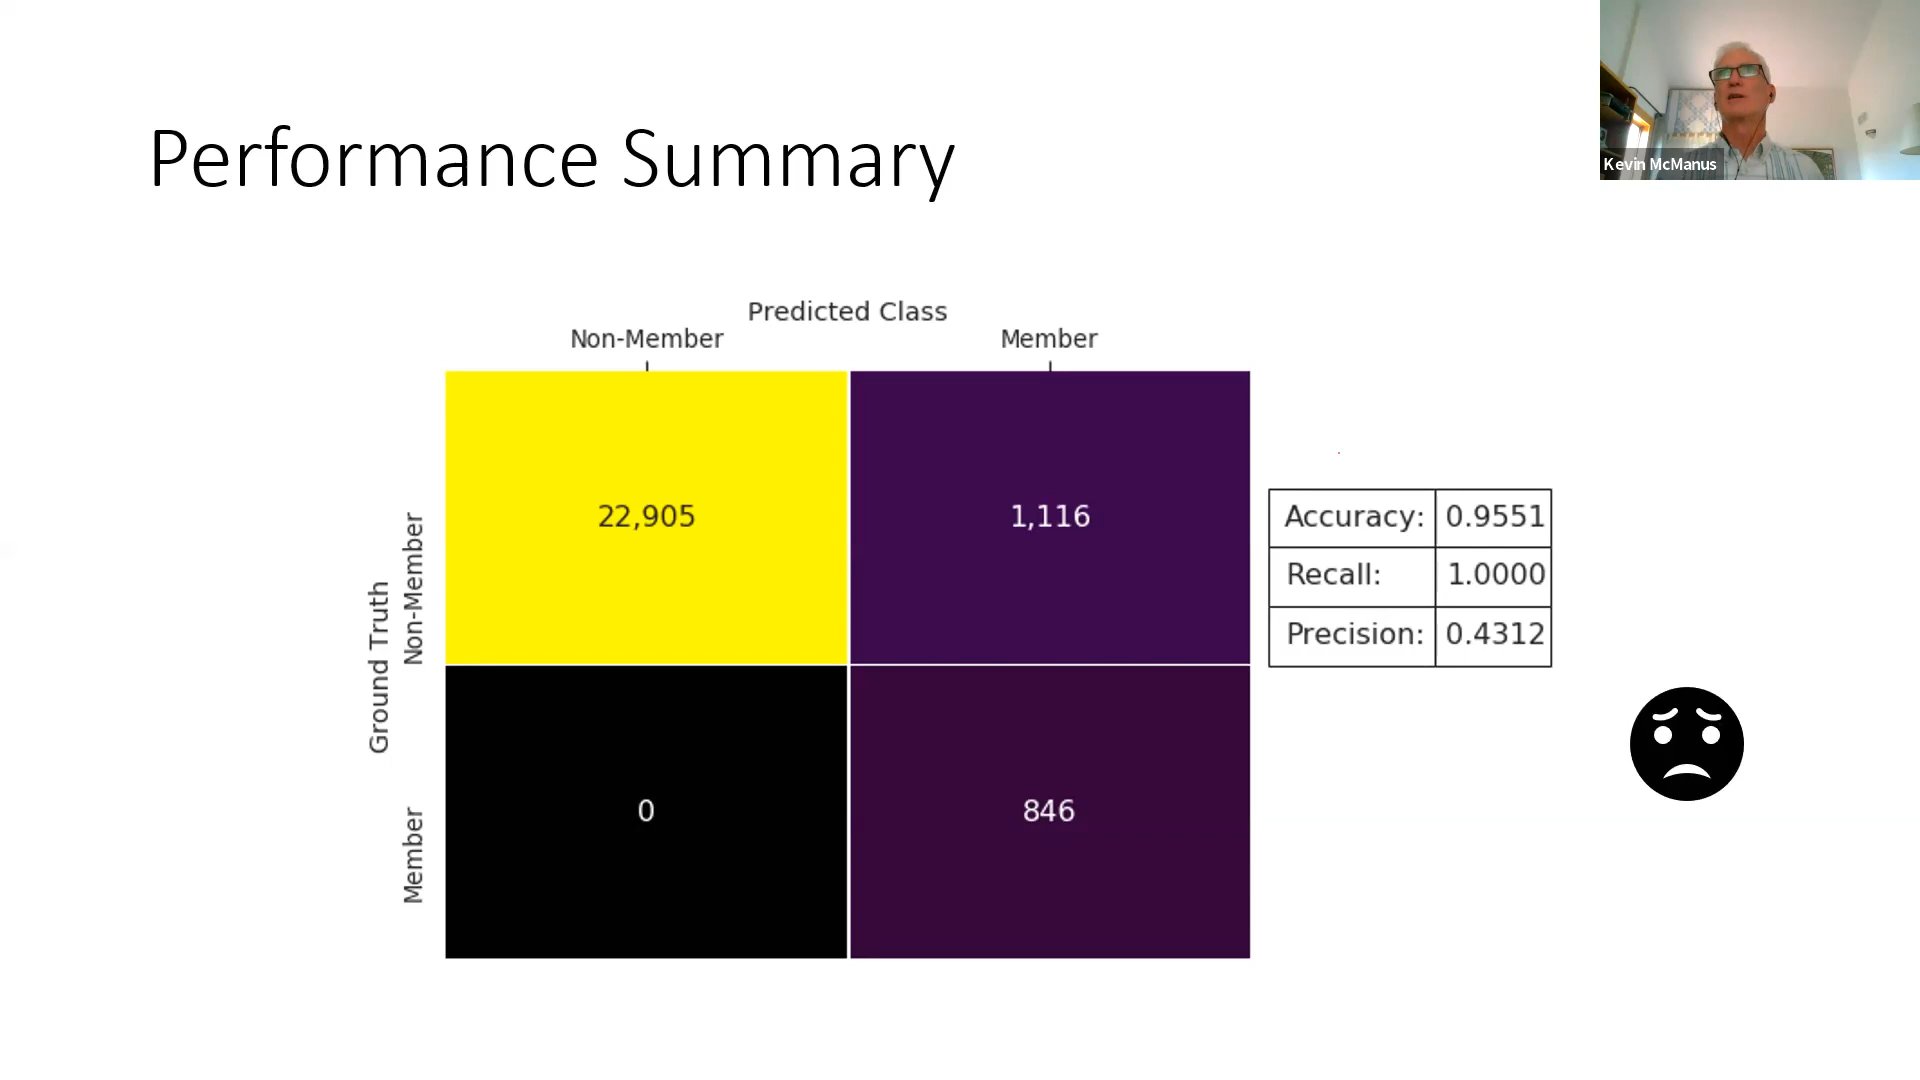 Kevin McManus
Performance Summary
Predicted Class
Non-Member Member
Ground Truth
Non-Member
Member
22,905 1,116
0 846
Accuracy: 0.9551
Recall: 1.0000
Precision: 0.4312